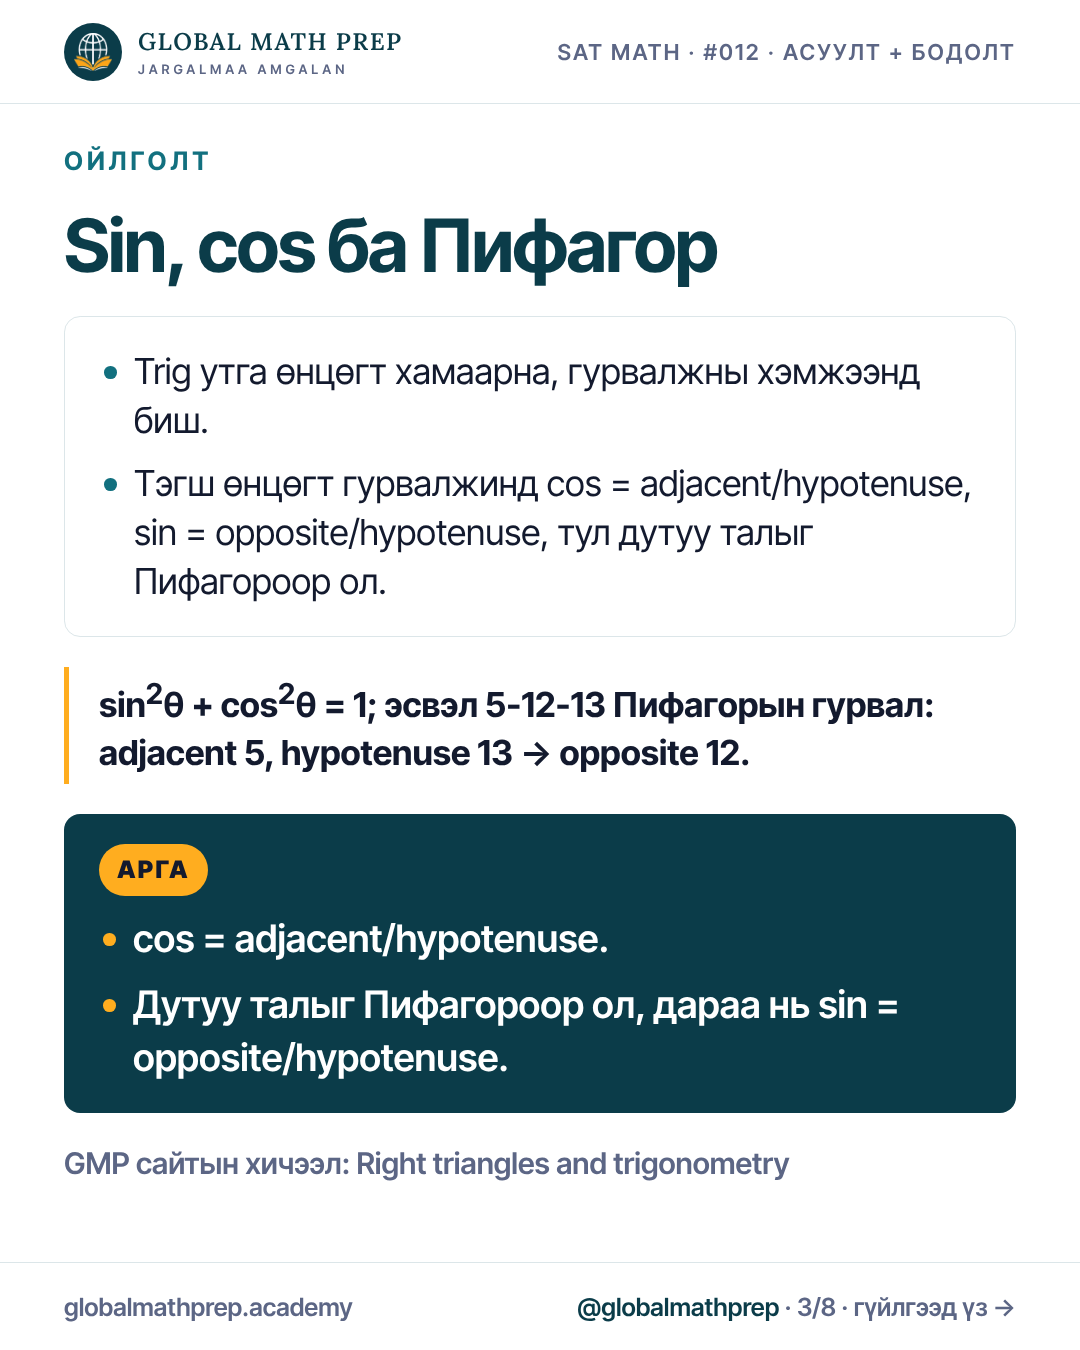 GLOBAL MATH PREP
JARGALMAA AMGALAN
SAT MATH · #012 · АСУУЛТ + БОДОЛТ
ОЙЛГОЛТ
Sin, cos ба Пифагор
• Trig утга өнцөгт хамаарна, гурвалжны хэмжээнд
биш.
• Тэгш өнцөгт гурвалжинд cos = adjacent/hypotenuse,
sin = opposite/hypotenuse, тул дутуу талыг
Пифагороор ол.
sin²θ + cos²θ = 1; эсвэл 5-12-13 Пифагорын гурвал:
adjacent 5, hypotenuse 13 → opposite 12.
АРГА
• cos = adjacent/hypotenuse.
• Дутуу талыг Пифагороор ол, дараа нь sin =
opposite/hypotenuse.
GMP сайтын хичээл: Right triangles and trigonometry
globalmathprep.academy
@globalmathprep · 3/8 · гүйлгээд үз →